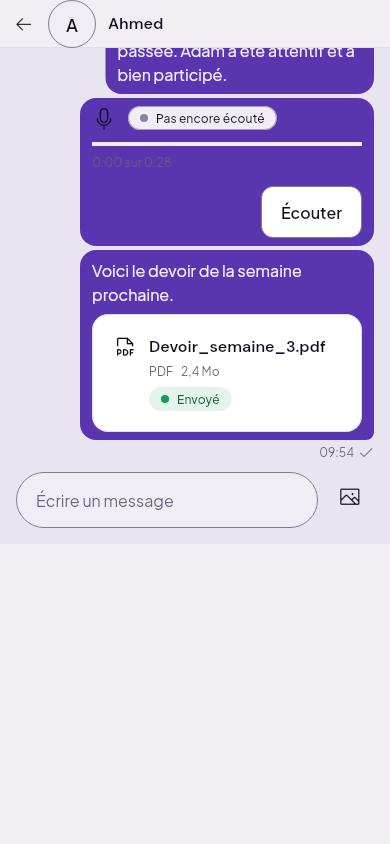 A
Ahmed
passée. Adam a été attentif et a
bien participé.
Pas encore écouté
0:00 sur 0:28
Écouter
Voici le devoir de la semaine
prochaine.
PDF
Devoir_semaine_3.pdf
PDF 2,4 Mo
Envoyé
09:54
Écrire un message